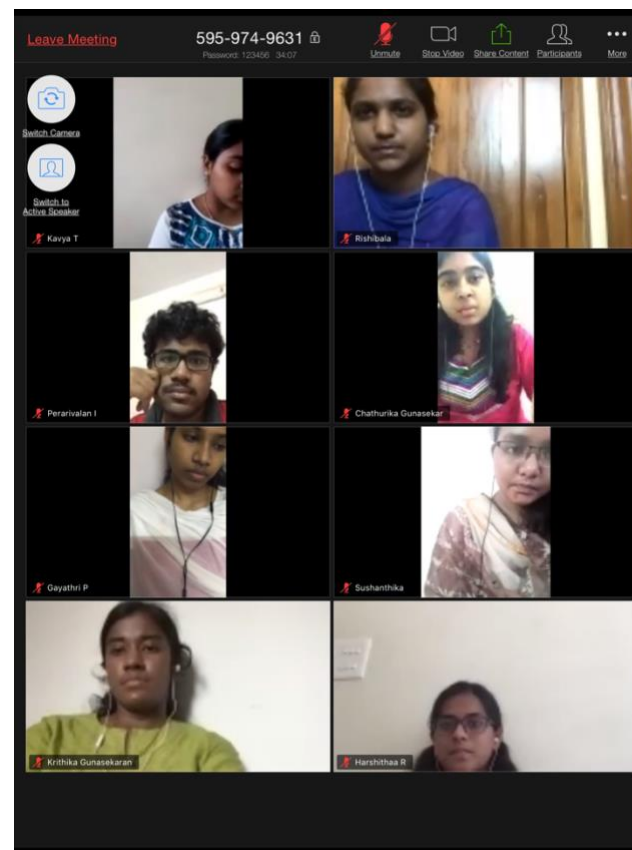 Leave Meeting
595-974-9631
Password: 123456 34:07
Unmute
Stop Video
Share Content
Participants
More
Switch Camera
Switch to
Active Speaker
Kavya T
Rishibala
Perarivalan I
Chathurika Gunasekar
Gayathri P
Sushanthika
Krithika Gunasekaran
Harshithaa R